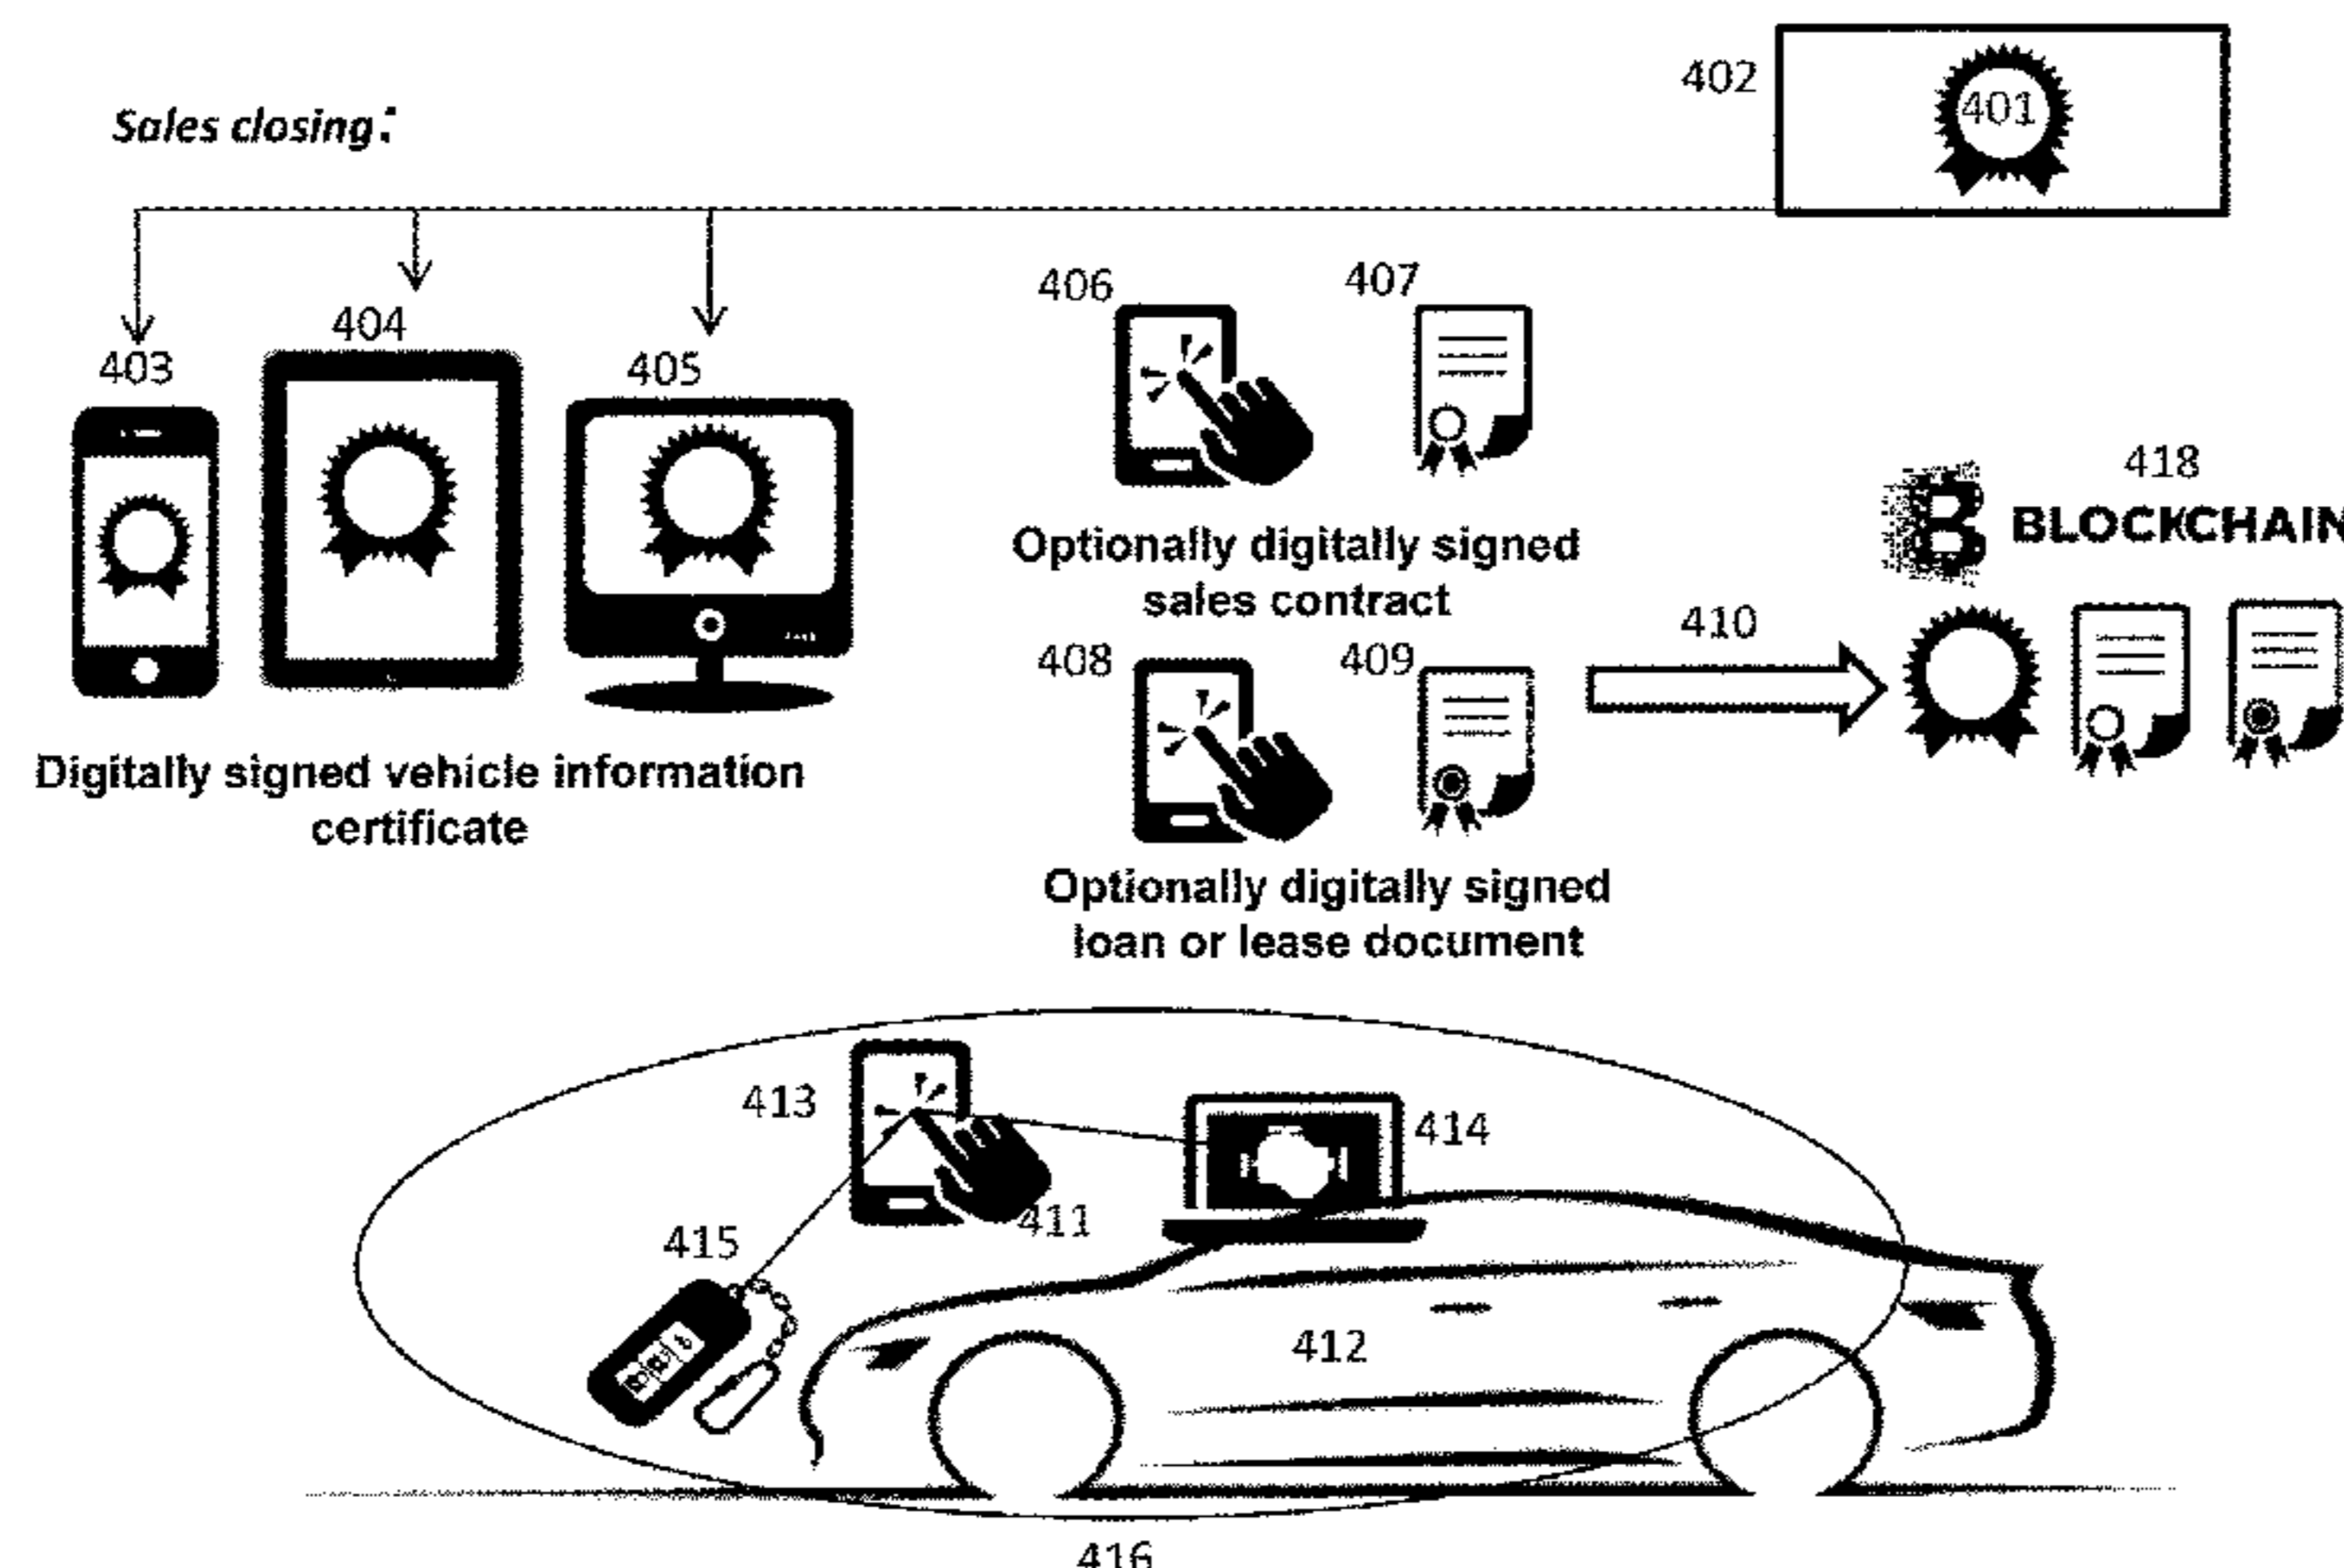 402
401
Sales closing:
406
407
404
403
405
418
BLOCKCHAIN
Optionally digitally signed
sales contract
410
408
409
Digitally signed vehicle information
certificate
Optionally digitally signed
loan or lease document
413
414
411
415
412
416